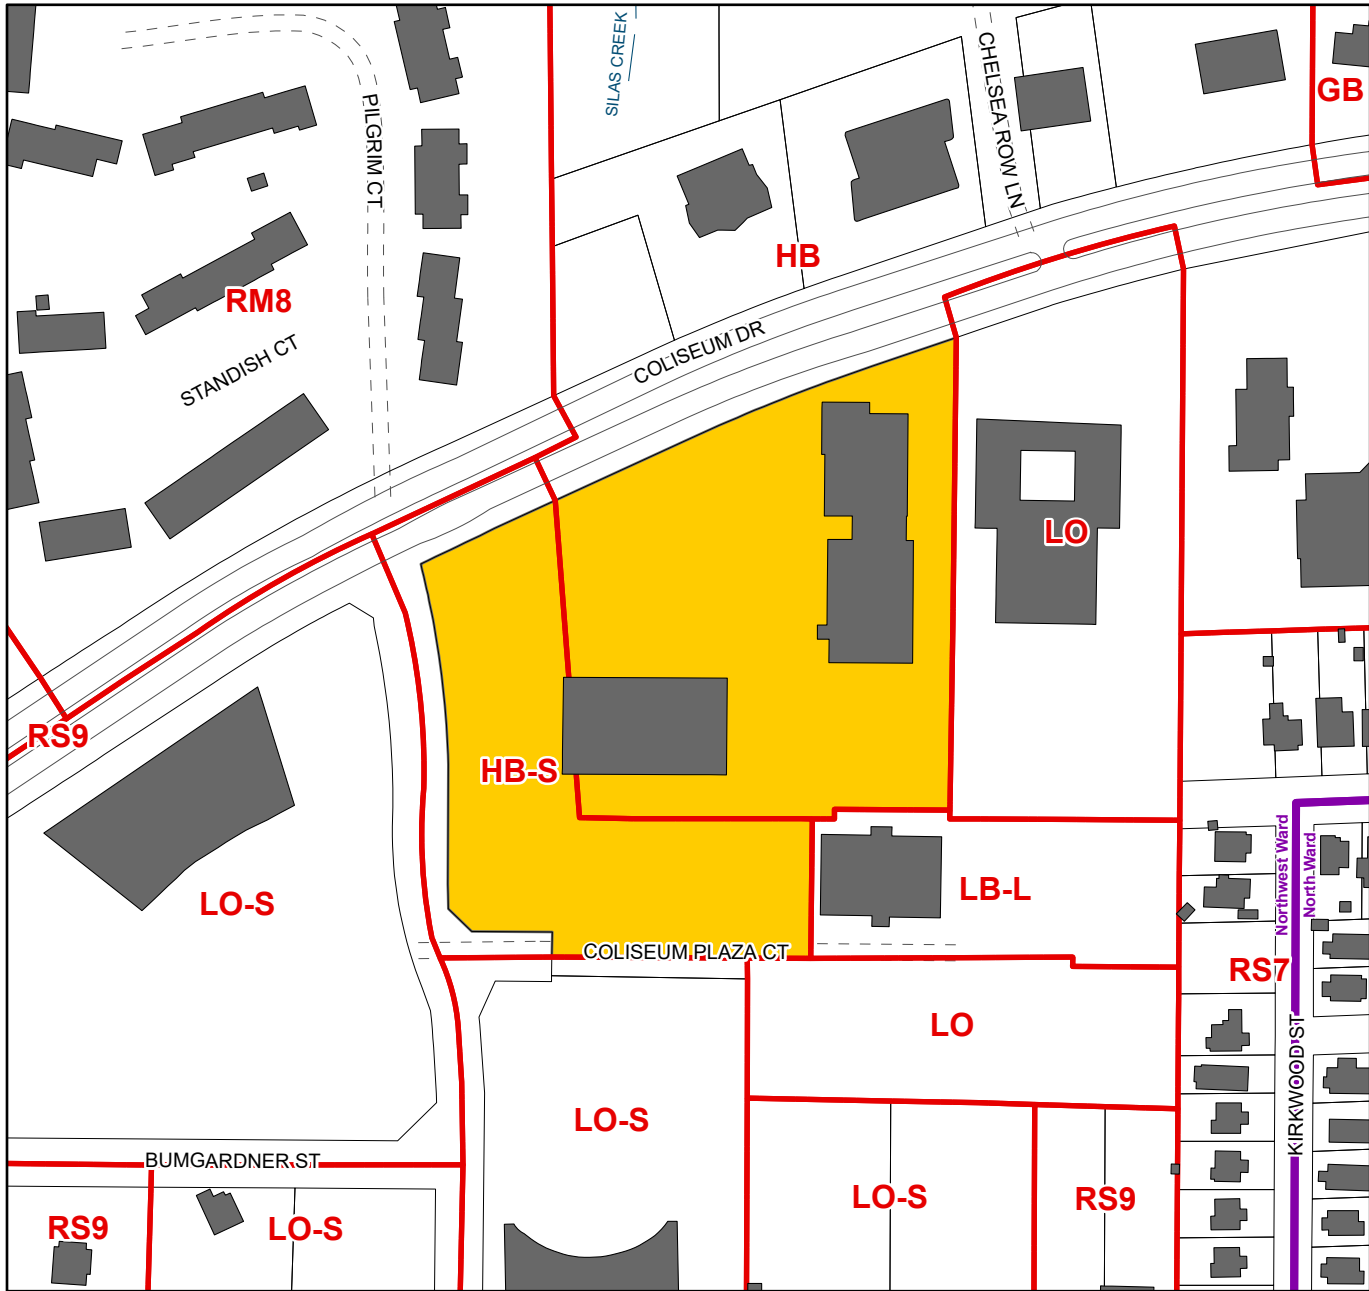 SILAS CREEK
CHELSEA ROW LN
GB
PILGRIM CT
HB
RM8
COLISEUM DR
STANDISH CT
LO
RS9
HB-S
LO-S
LB-L
Northwest Ward
North Ward
COLISEUM PLAZA CT
RS7
LO
KIRKWOOD ST
LO-S
BUMGARDNER ST
LO-S
RS9
RS9
LO-S